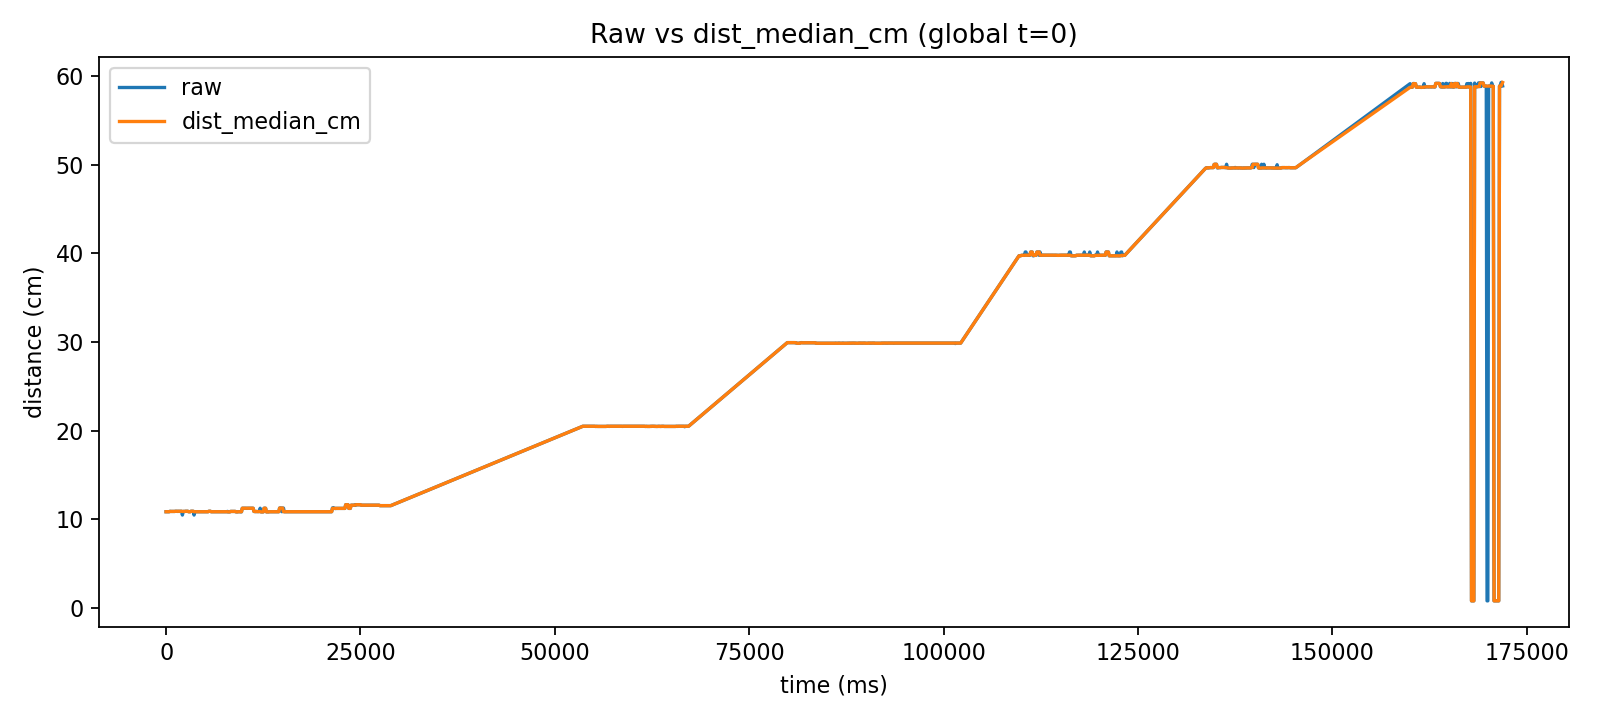 Raw vs dist_median_cm (global t=0)
raw
dist_median_cm
distance (cm)
60
50
40
30
20
10
0
0 25000 50000 75000 100000 125000 150000 175000
time (ms)